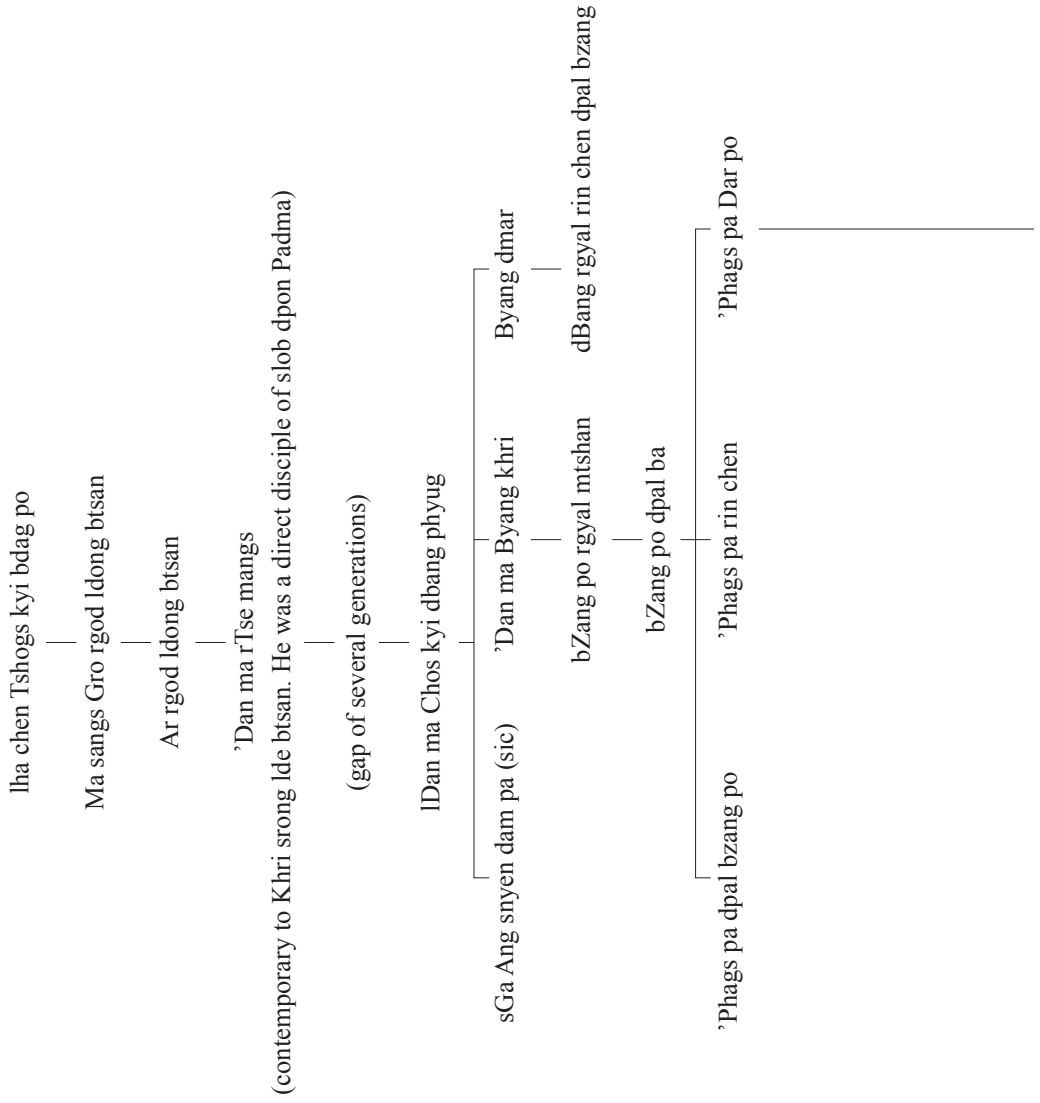 lha chen Tshogs kyi bdag po
Ma sangs Gro rgod ldong btsan
Ar rgod ldong btsan
’Dan ma rTse mangs
(contemporary to Khri srong lde btsan. He was a direct disciple of slob dpon Padma)
(gap of several generations)
lDan ma Chos kyi dbang phyug
sGa Ang snyen dam pa (sic)
’Dan ma Byang khri
Byang dmar
bZang po rgyal mtshan
dBang rgyal rin chen dpal bzang
bZang po dpal ba
’Phags pa dpal bzang po
’Phags pa rin chen
’Phags pa Dar po